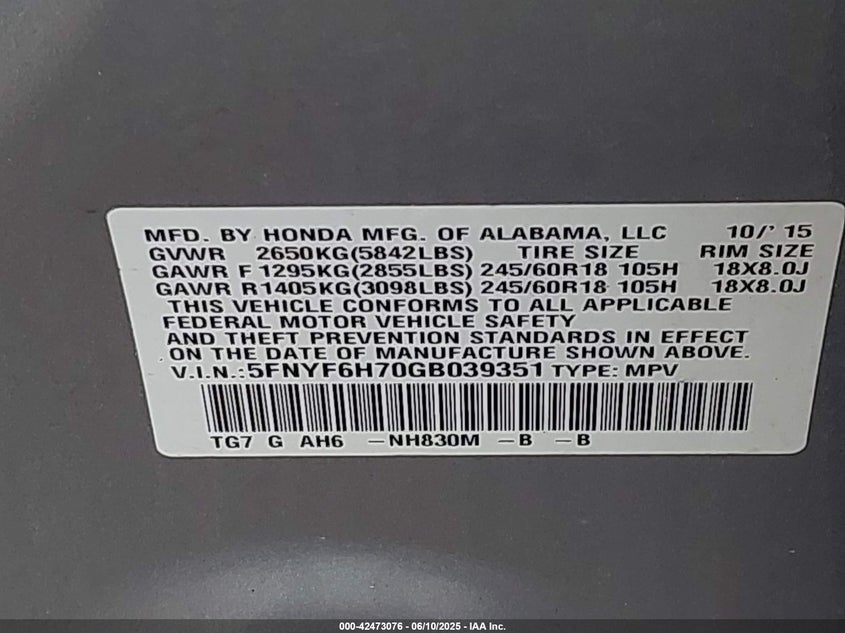 MFD. BY HONDA MFG. OF ALABAMA, LLC 10/' 15
GVWR 2650KG(5842LBS) TIRE SIZE RIM SIZE
GAWR F 1295KG(2855LBS) 245/60R18 105H 18X8.0J
GAWR R 1405KG(3098LBS) 245/60R18 105H 18X8.0J
THIS VEHICLE CONFORMS TO ALL APPLICABLE
FEDERAL MOTOR VEHICLE SAFETY
AND THEFT PREVENTION STANDARDS IN EFFECT
ON THE DATE OF MANUFACTURE SHOWN ABOVE.
V.I.N.:5FNYF6H70GB039351 TYPE: MPV
TG7 G AH6 -NH830M -B -B
000-42473076 - 06/10/2025 - IAA Inc.